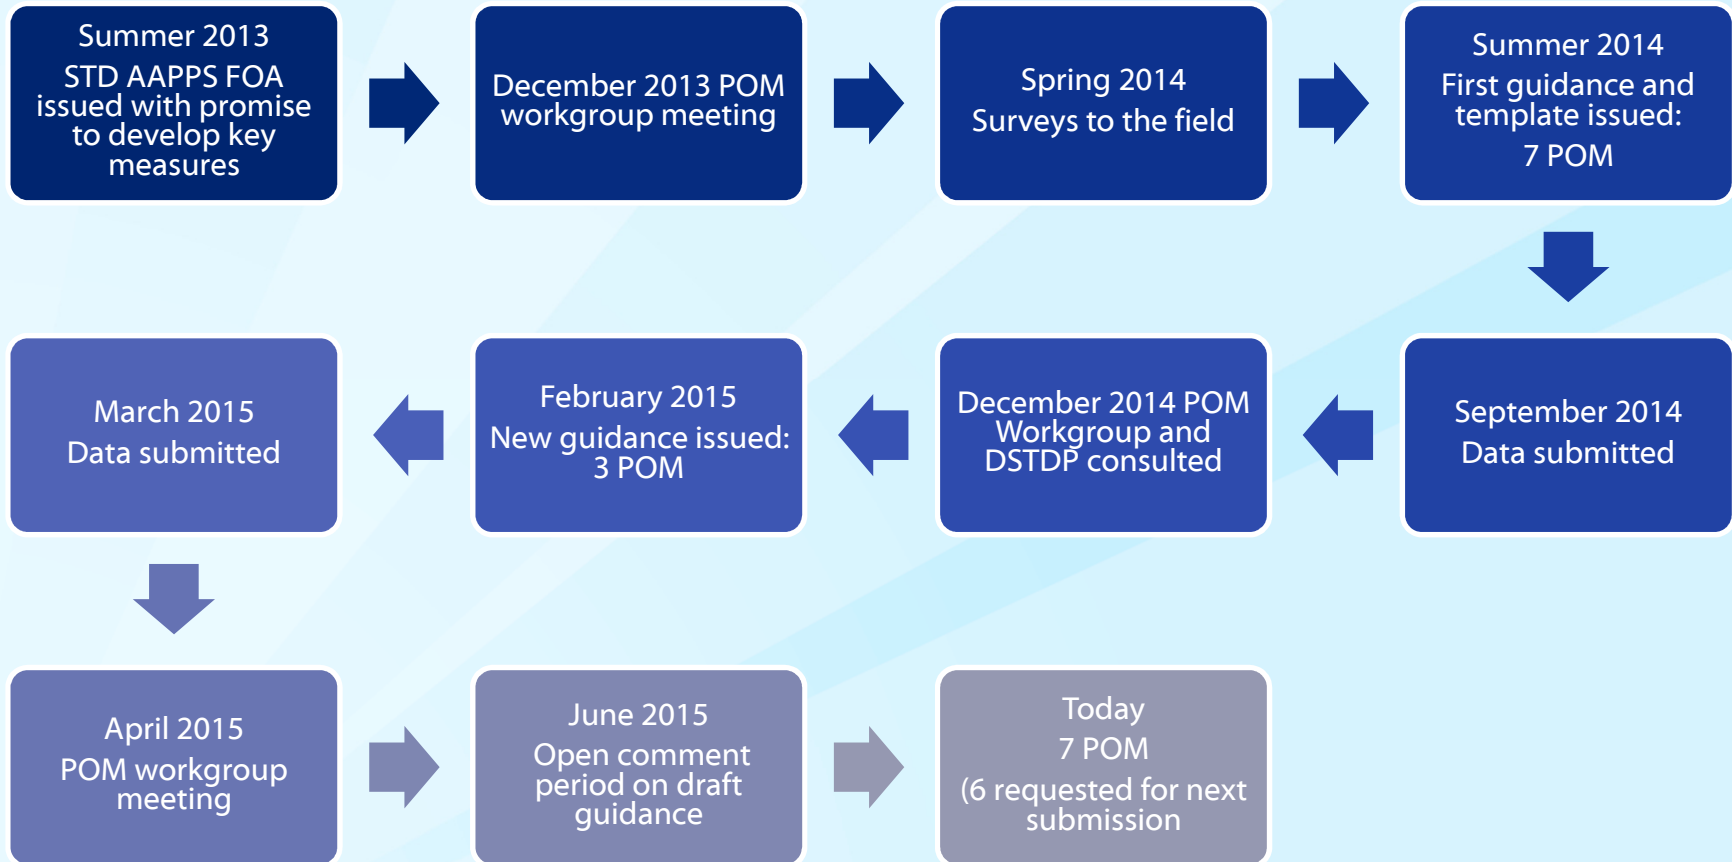 Summer 2013
STD AAPPS FOA
issued with promise
to develop key
measures
December 2013 POM
workgroup meeting
Spring 2014
Surveys to the field
Summer 2014
First guidance and
template issued:
7 POM
September 2014
Data submitted
December 2014 POM
Workgroup and
DSTDP consulted
February 2015
New guidance issued:
3 POM
March 2015
Data submitted
April 2015
POM workgroup
meeting
June 2015
Open comment
period on draft
guidance
Today
7 POM
(6 requested for next
submission